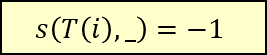 s(T(i),_) = −1